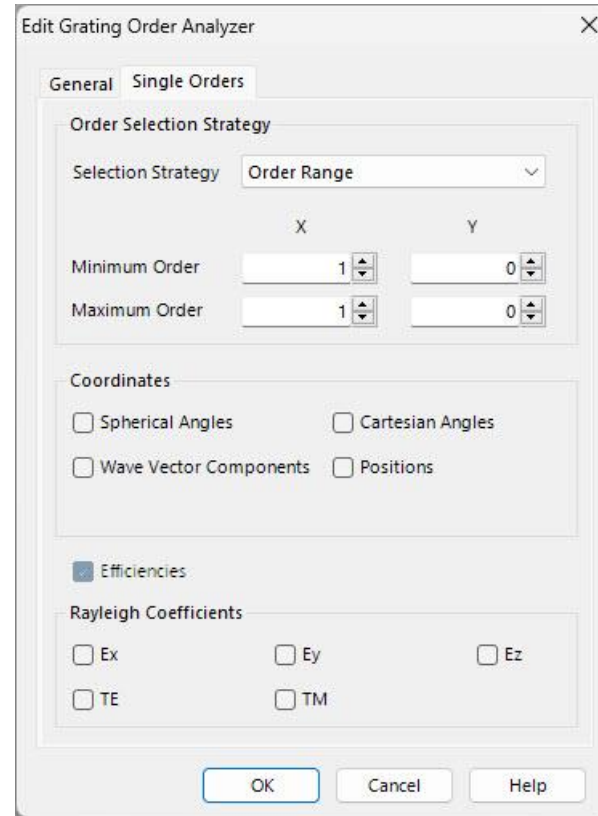 Edit Grating Order Analyzer
General Single Orders
Order Selection Strategy
Selection Strategy Order Range
X Y
Minimum Order 1 0
Maximum Order 1 0
Coordinates
Spherical Angles Cartesian Angles
Wave Vector Components Positions
Efficiencies
Rayleigh Coefficients
Ex Ey Ez
TE TM
OK Cancel Help